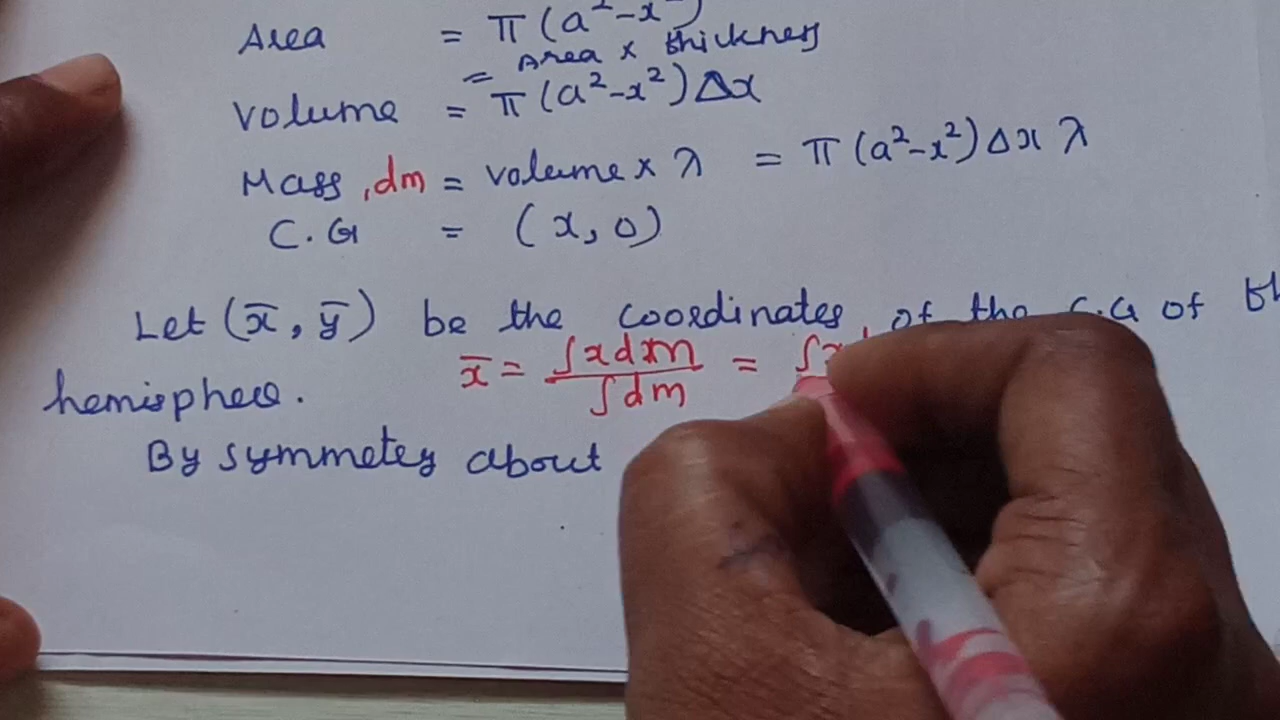 Area = π(a²-x²)
= Area × thickness
Volume = π(a²-x²)Δx
Mass, dm = volume × λ = π(a²-x²)Δx λ
C.G = (x, 0)
Let (x̄, ȳ) be the coordinates of the C.G of
hemisphere.
x̄ = ∫xdm / ∫dm = ∫x
By symmetry about